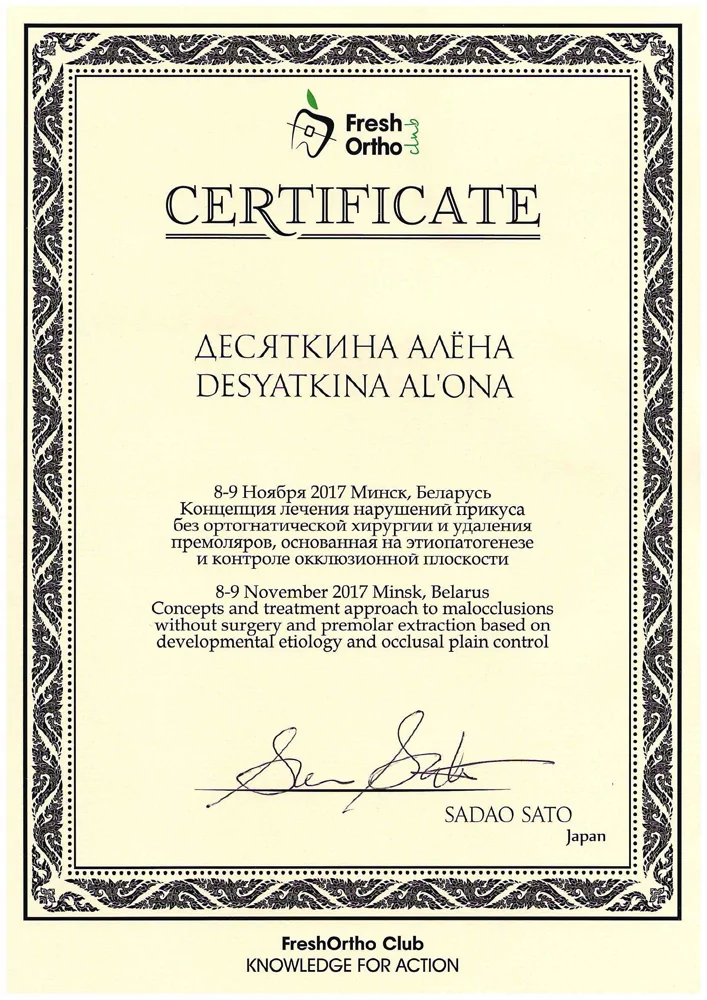 Fresh
Ortho club
CERTIFICATE
ДЕСЯТКИНА АЛЁНА
DESYATKINA AL'ONA
8-9 Ноября 2017 Минск, Беларусь
Концепция лечения нарушений прикуса
без ортогнатической хирургии и удаления
премоляров, основанная на этиопатогенезе
и контроле окклюзионной плоскости
8-9 November 2017 Minsk, Belarus
Concepts and treatment approach to malocclusions
without surgery and premolar extraction based on
developmental etiology and occlusal plain control
SADAO SATO
Japan
FreshOrtho Club
KNOWLEDGE FOR ACTION